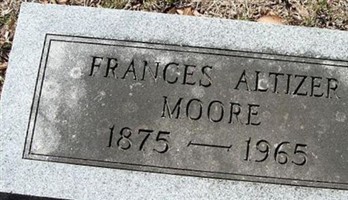 FRANCES ALTIZER
MOORE
1875 — 1965